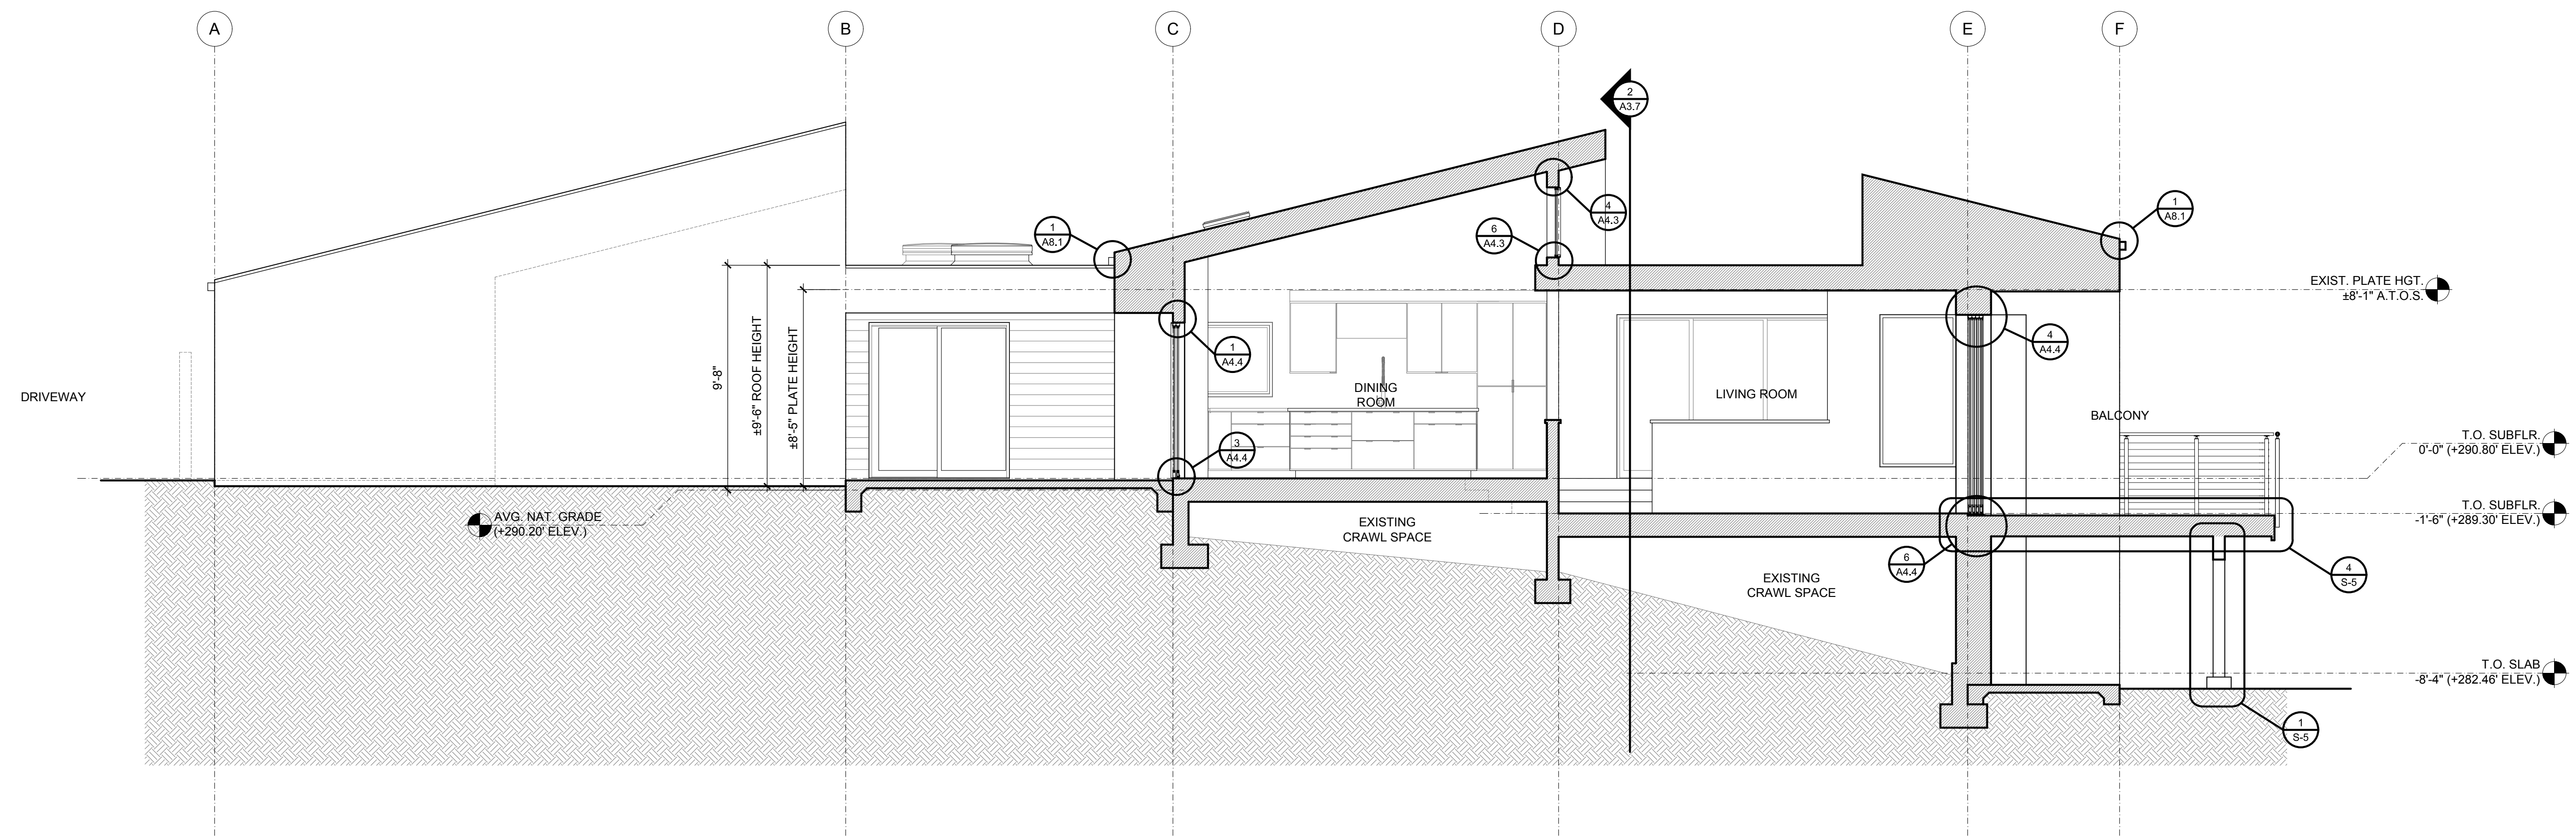 A
B
C
D
E
F
2
A3.7
1
A8.1
4
A4.3
6
A4.3
1
A8.1
EXIST. PLATE HGT.
±8'-1" A.T.O.S.
9'-8"
±9'-6" ROOF HEIGHT
±8'-5" PLATE HEIGHT
1
A4.4
4
A4.4
DRIVEWAY
DINING
ROOM
LIVING ROOM
BALCONY
3
A4.4
T.O. SUBFLR.
0'-0" (+290.80' ELEV.)
AVG. NAT. GRADE
(+290.20' ELEV.)
EXISTING
CRAWL SPACE
T.O. SUBFLR.
-1'-6" (+289.30' ELEV.)
6
A4.4
EXISTING
CRAWL SPACE
4
S-5
T.O. SLAB
-8'-4" (+282.46' ELEV.)
1
S-5